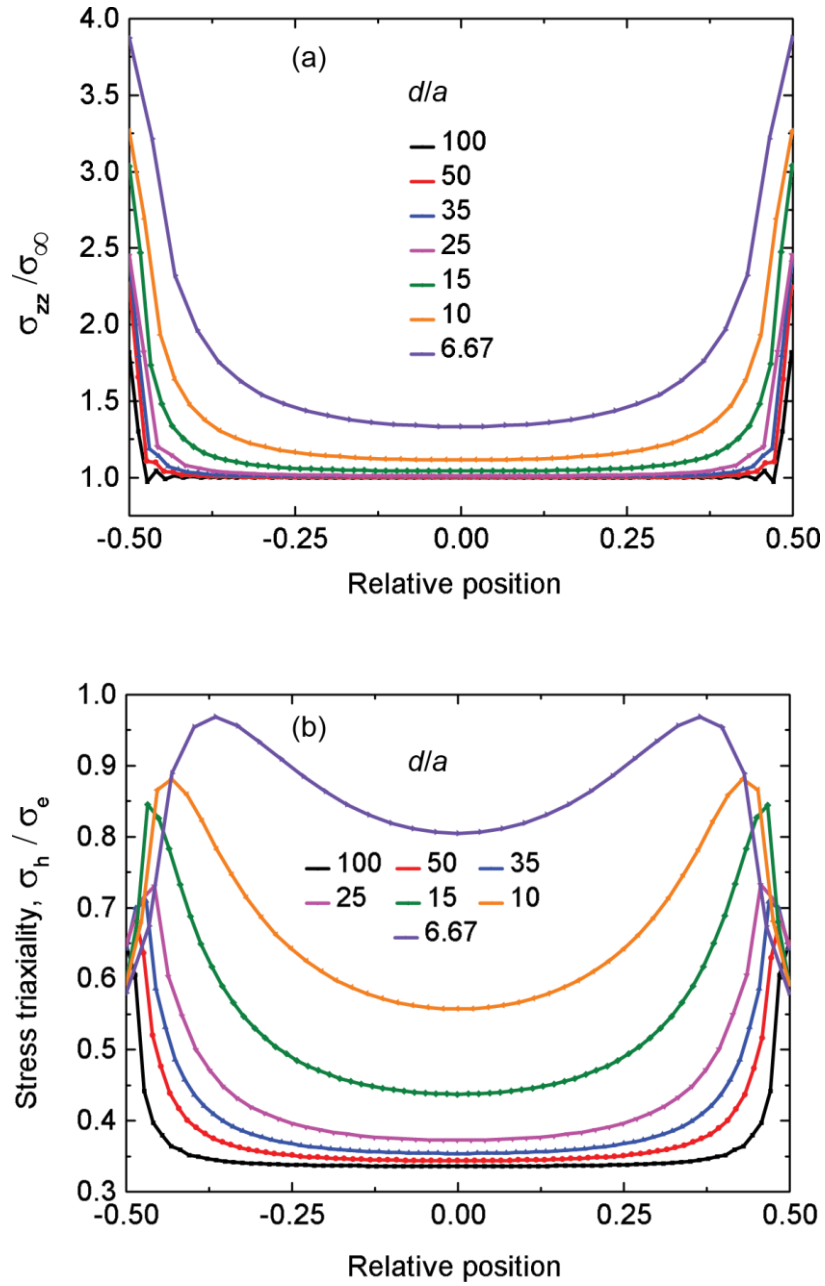 (a)
d/a
100
50
35
25
15
10
6.67
4.0
3.5
3.0
2.5
2.0
1.5
1.0
σzz /σ∞
-0.50 -0.25 0.00 0.25 0.50
Relative position
(b)
d/a
100 50 35
25 15 10
6.67
1.0
0.9
0.8
0.7
0.6
0.5
0.4
0.3
Stress triaxiality, σh / σe
-0.50 -0.25 0.00 0.25 0.50
Relative position